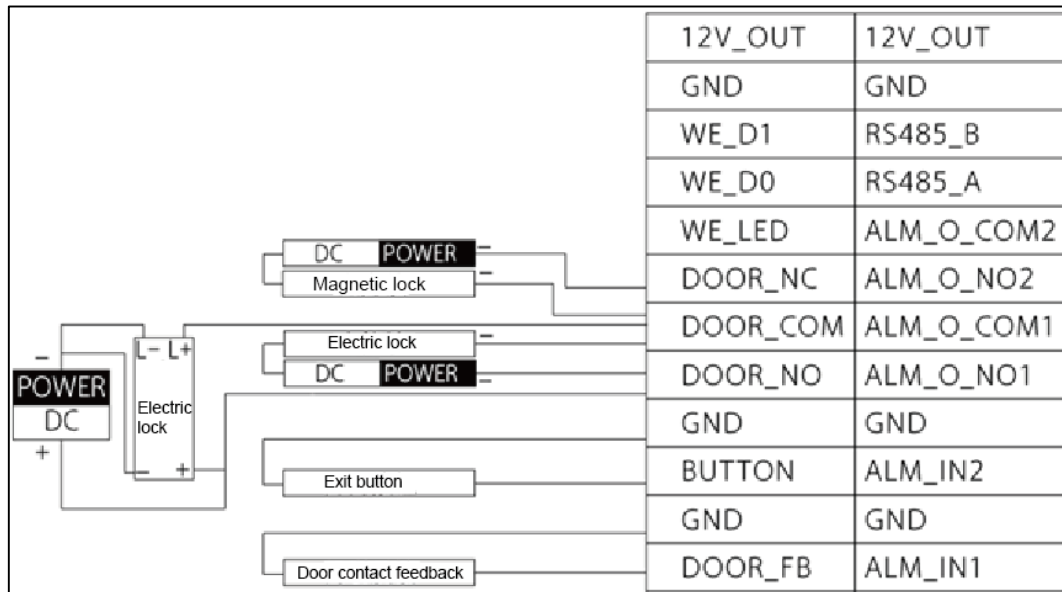 12V_OUT 12V_OUT
GND GND
WE_D1 RS485_B
WE_D0 RS485_A
WE_LED ALM_O_COM2
DC POWER −
Magnetic lock −
DOOR_NC ALM_O_NO2
L− L+
DOOR_COM ALM_O_COM1
Electric lock −
DC POWER −
DOOR_NO ALM_O_NO1
−
POWER
DC
+
Electric
lock
− +
GND GND
Exit button
BUTTON ALM_IN2
GND GND
Door contact feedback
DOOR_FB ALM_IN1